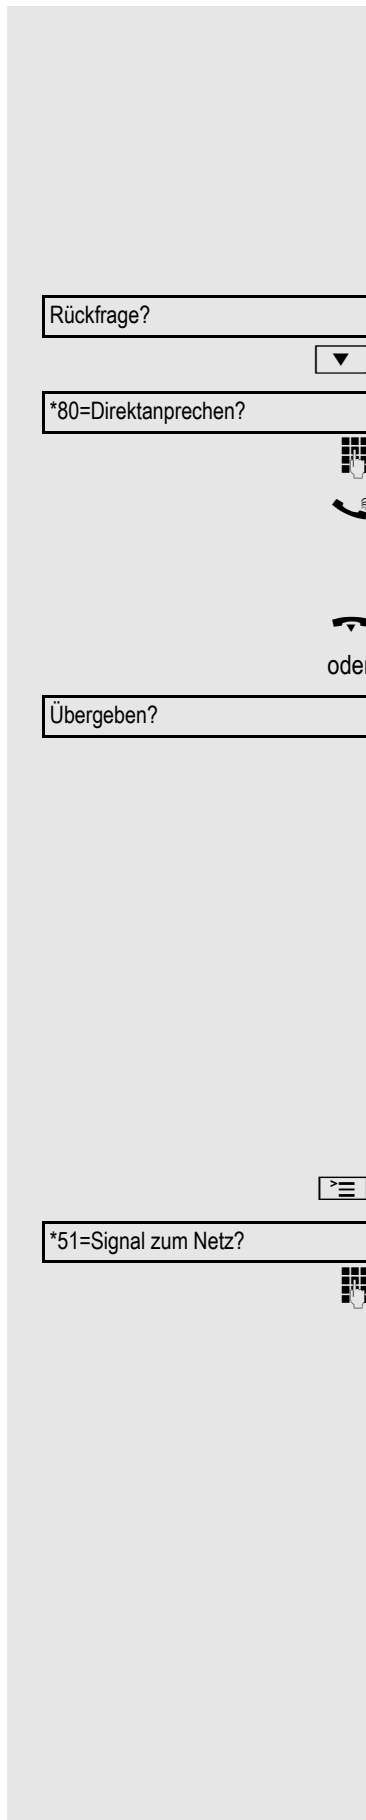 Rückfrage?
*80=Direktanprechen?
oder
Übergeben?
*51=Signal zum Netz?